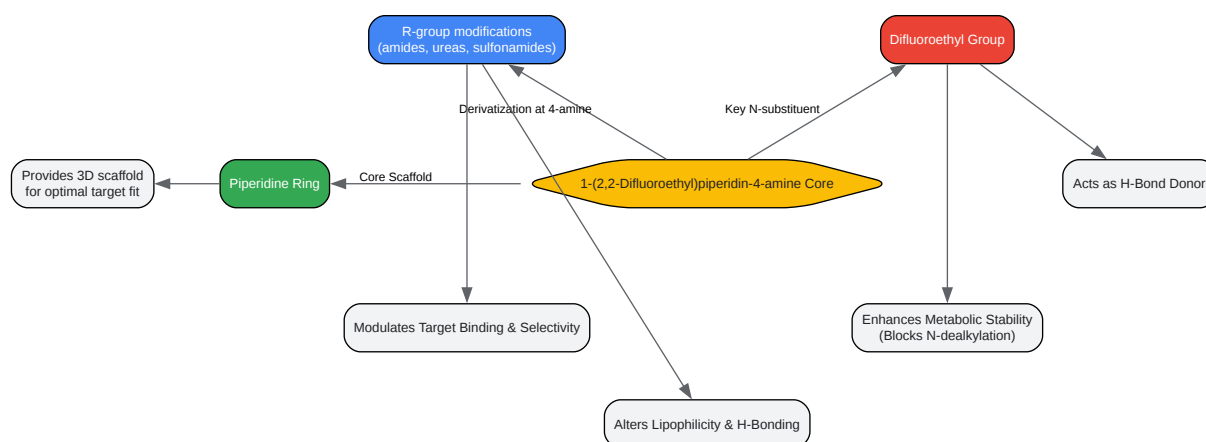 R-group modifications
(amides, ureas, sulfonamides)
Difluoroethyl Group
Derivatization at 4-amine
Key N-substituent
Provides 3D scaffold
for optimal target fit
Piperidine Ring
Core Scaffold
1-(2,2-Difluoroethyl)piperidin-4-amine Core
Acts as H-Bond Donor
Modulates Target Binding & Selectivity
Enhances Metabolic Stability
(Blocks N-dealkylation)
Alters Lipophilicity & H-Bonding